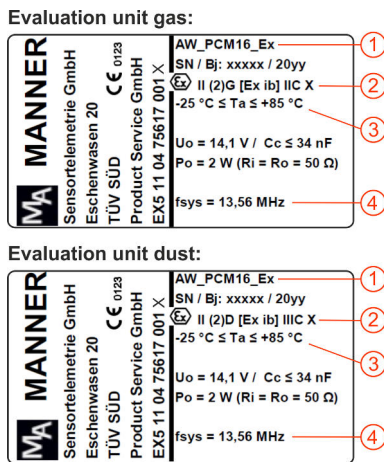 Evaluation unit gas:
MA MANNER
Sensortelemetrie GmbH
Eschenwasen 20
TÜV SÜD CE 0123
Product Service GmbH
EX5 11 04 75617 001 X
AW_PCM16_Ex
1
SN / Bj: xxxxx / 20yy
Ex II (2)G [Ex ib] IIC X
2
-25 °C ≤ Ta ≤ +85 °C
3
Uo = 14,1 V / Cc ≤ 34 nF
Po = 2 W (Ri = Ro = 50 Ω)
fsys = 13,56 MHz
4
Evaluation unit dust:
MA MANNER
Sensortelemetrie GmbH
Eschenwasen 20
TÜV SÜD CE 0123
Product Service GmbH
EX5 11 04 75617 001 X
AW_PCM16_Ex
1
SN / Bj: xxxxx / 20yy
Ex II (2)D [Ex ib] IIIC X
2
-25 °C ≤ Ta ≤ +85 °C
3
Uo = 14,1 V / Cc ≤ 34 nF
Po = 2 W (Ri = Ro = 50 Ω)
fsys = 13,56 MHz
4